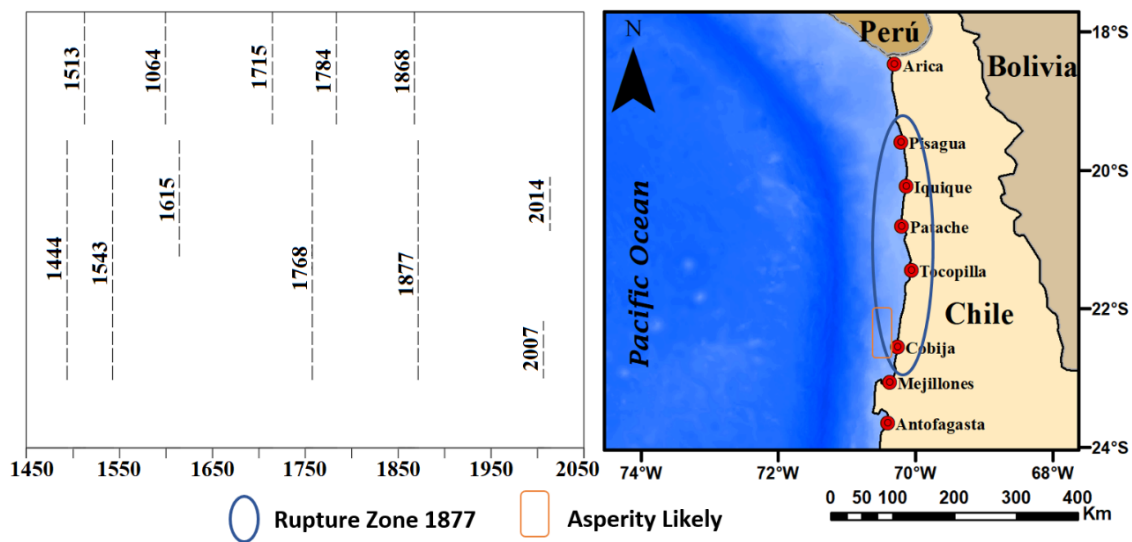 1513
1064
1715
1784
1868
1444
1543
1615
1768
1877
2014
2007
1450 1550 1650 1750 1850 1950 2050
N
Perú
Bolivia
Arica
Pisagua
Iquique
Patache
Tocopilla
Chile
Cobija
Mejillones
Antofagasta
Pacific Ocean
18°S
20°S
22°S
24°S
74°W 72°W 70°W 68°W
Rupture Zone 1877
Asperity Likely
0 50 100 200 300 400
Km